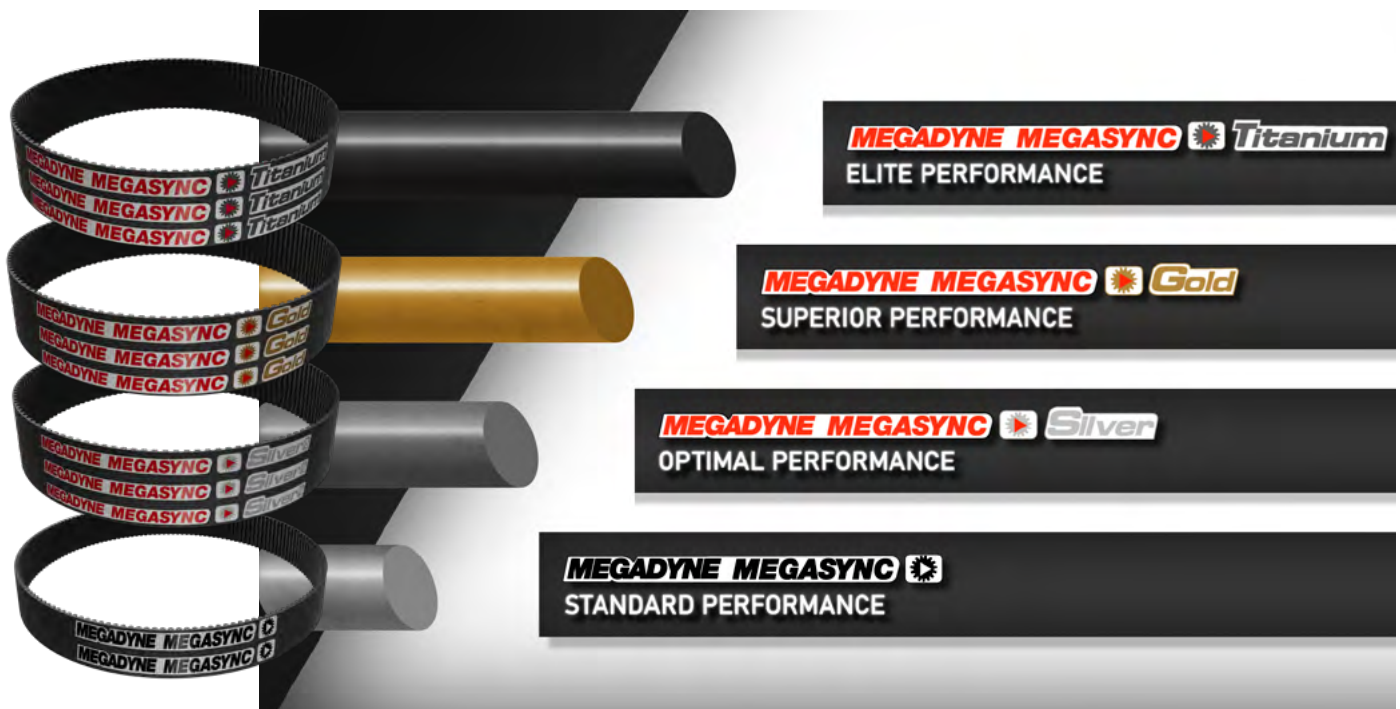 MEGADYNE MEGASYNC Titanium
MEGADYNE MEGASYNC Titanium
MEGADYNE MEGASYNC Titanium
MEGADYNE MEGASYNC Gold
MEGADYNE MEGASYNC Gold
MEGADYNE MEGASYNC Gold
MEGADYNE MEGASYNC Silver
MEGADYNE MEGASYNC Silver
MEGADYNE MEGASYNC Silver
MEGADYNE MEGASYNC
MEGADYNE MEGASYNC
MEGADYNE MEGASYNC Titanium
ELITE PERFORMANCE
MEGADYNE MEGASYNC Gold
SUPERIOR PERFORMANCE
MEGADYNE MEGASYNC Silver
OPTIMAL PERFORMANCE
MEGADYNE MEGASYNC
STANDARD PERFORMANCE